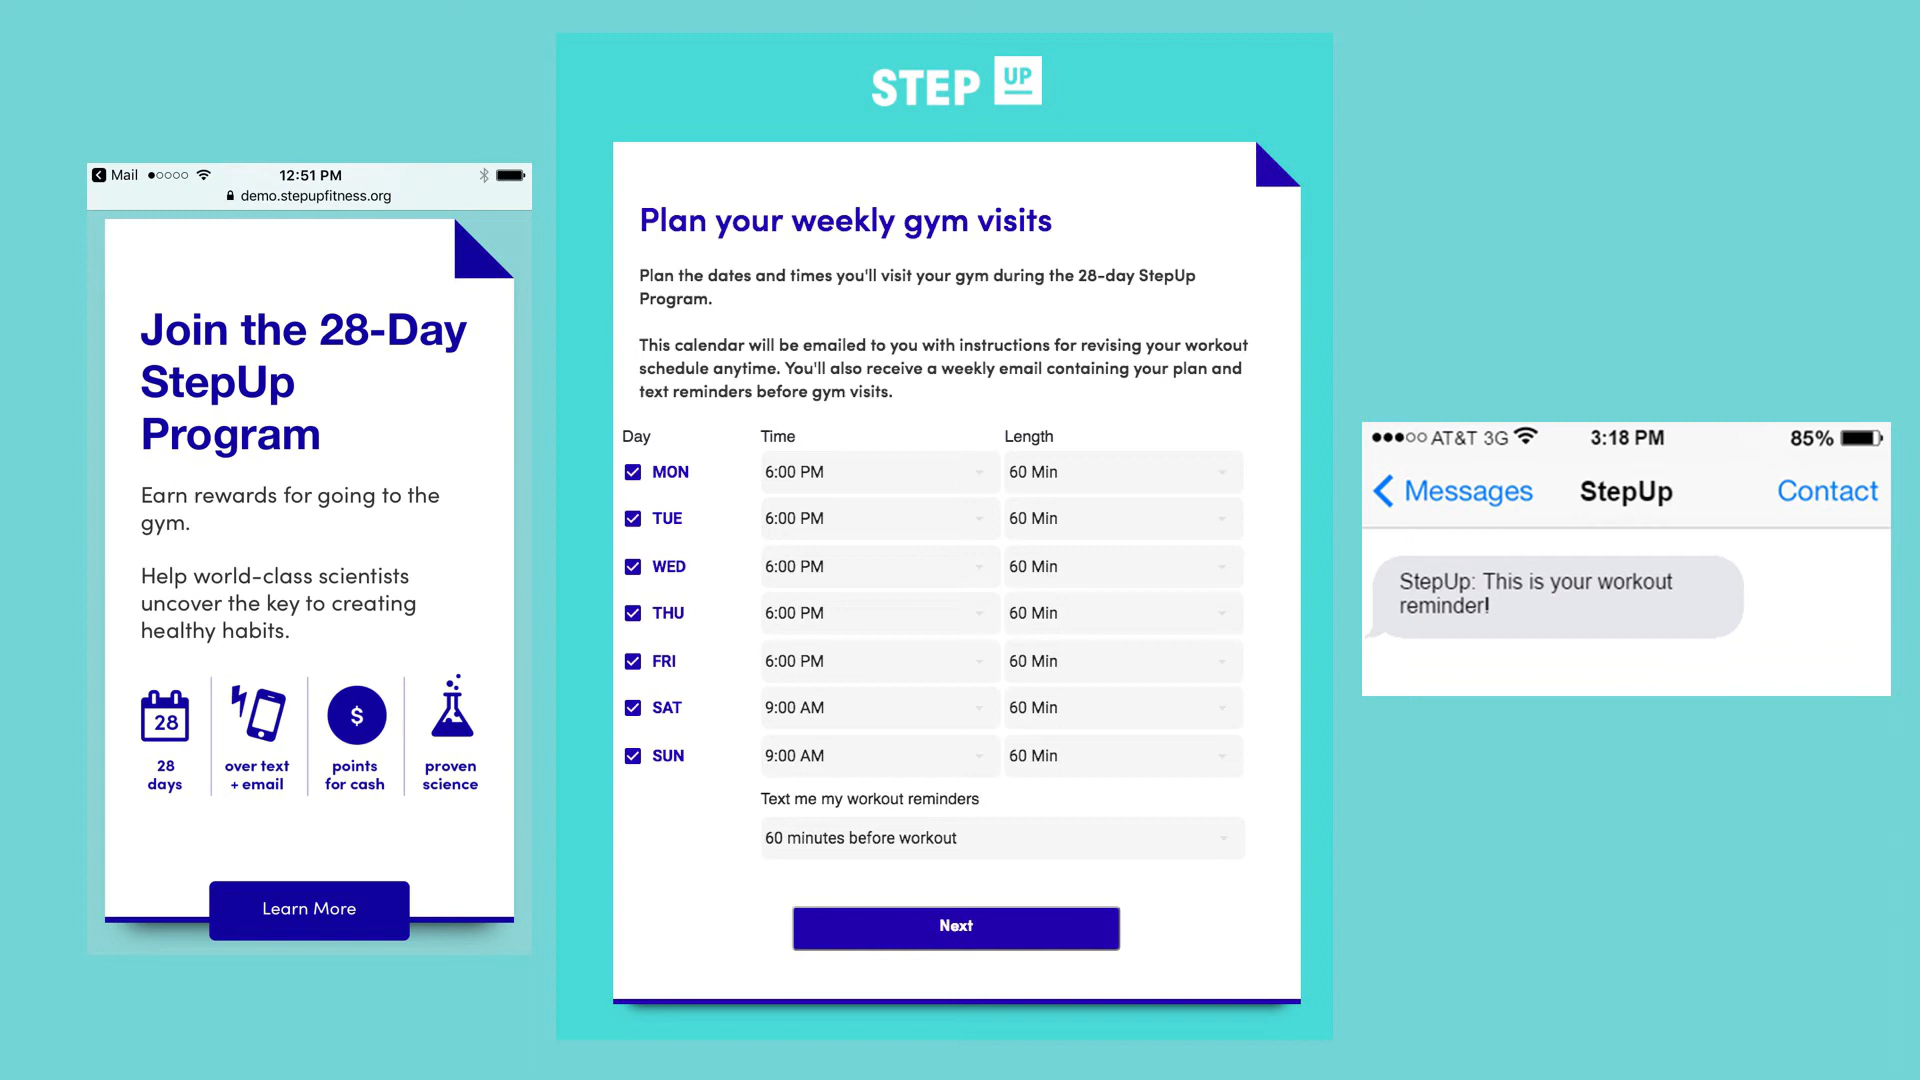 Mail
12:51 PM
demo.stepupfitness.org
Join the 28-Day
StepUp
Program
Earn rewards for going to the
gym.
Help world-class scientists
uncover the key to creating
healthy habits.
28
$
28
days
over text
+ email
points
for cash
proven
science
Learn More
STEP UP
Plan your weekly gym visits
Plan the dates and times you'll visit your gym during the 28-day StepUp
Program.
This calendar will be emailed to you with instructions for revising your workout
schedule anytime. You'll also receive a weekly email containing your plan and
text reminders before gym visits.
Day Time Length
MON 6:00 PM 60 Min
TUE 6:00 PM 60 Min
WED 6:00 PM 60 Min
THU 6:00 PM 60 Min
FRI 6:00 PM 60 Min
SAT 9:00 AM 60 Min
SUN 9:00 AM 60 Min
Text me my workout reminders
60 minutes before workout
Next
AT&T 3G 3:18 PM 85%
Messages StepUp Contact
StepUp: This is your workout
reminder!